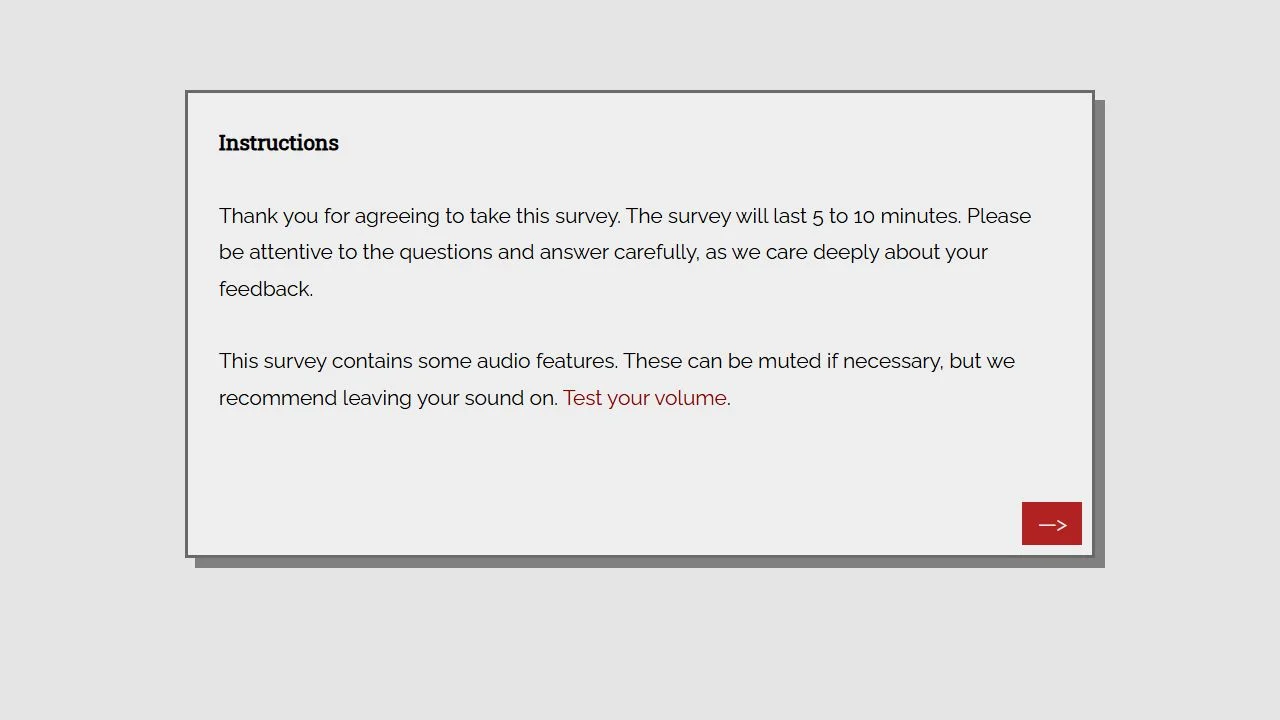 Instructions
Thank you for agreeing to take this survey. The survey will last 5 to 10 minutes. Please
be attentive to the questions and answer carefully, as we care deeply about your
feedback.
This survey contains some audio features. These can be muted if necessary, but we
recommend leaving your sound on. Test your volume.
—>